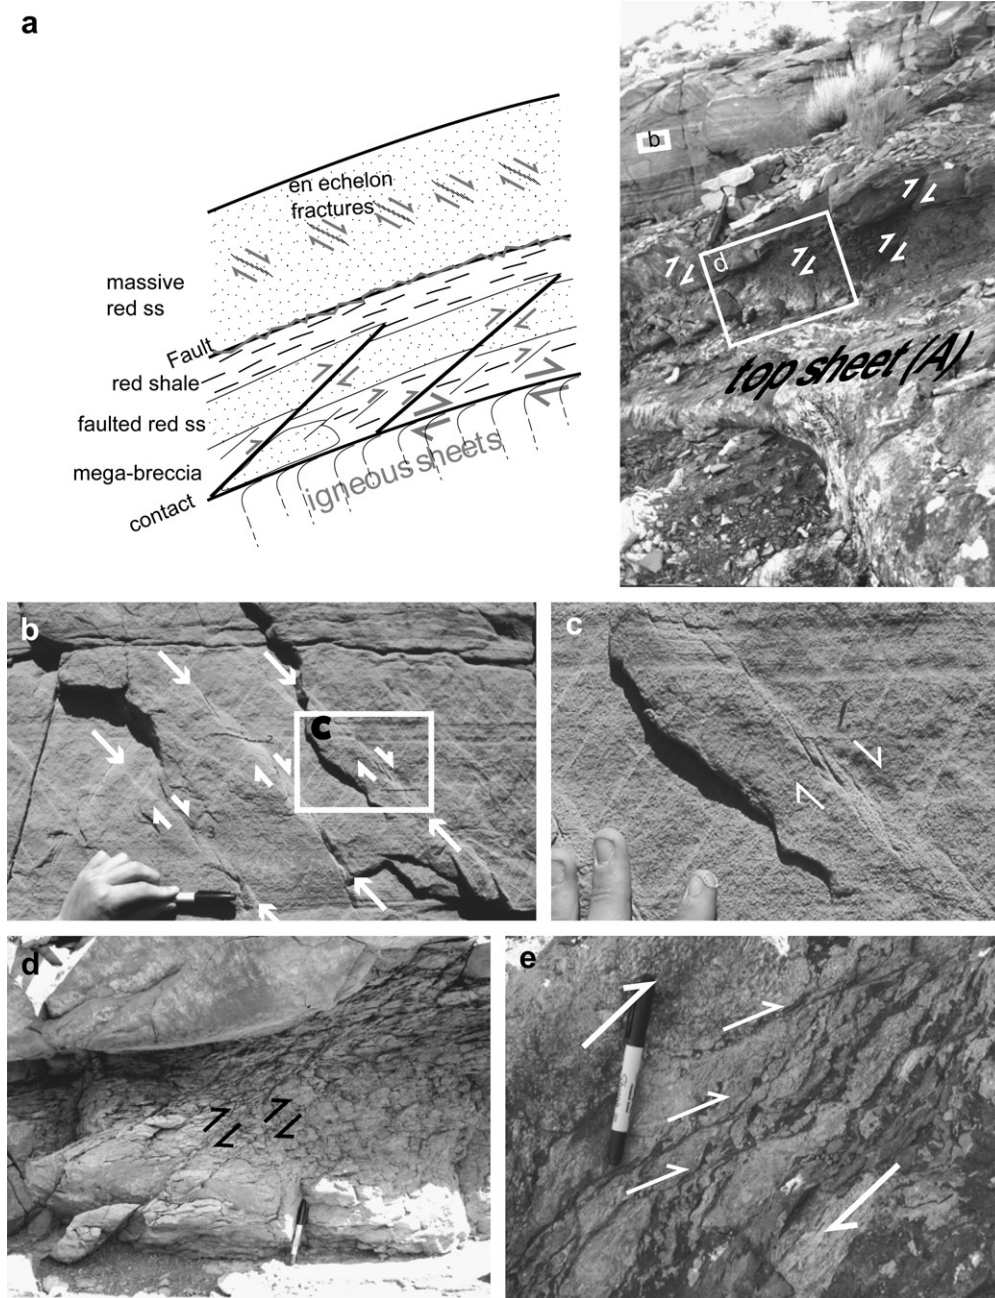 a
en echelon
fractures
massive
red ss
Fault
red shale
faulted red ss
mega-breccia
contact
igneous sheets
b
d
top sheet (A)
b
c
c
d
e